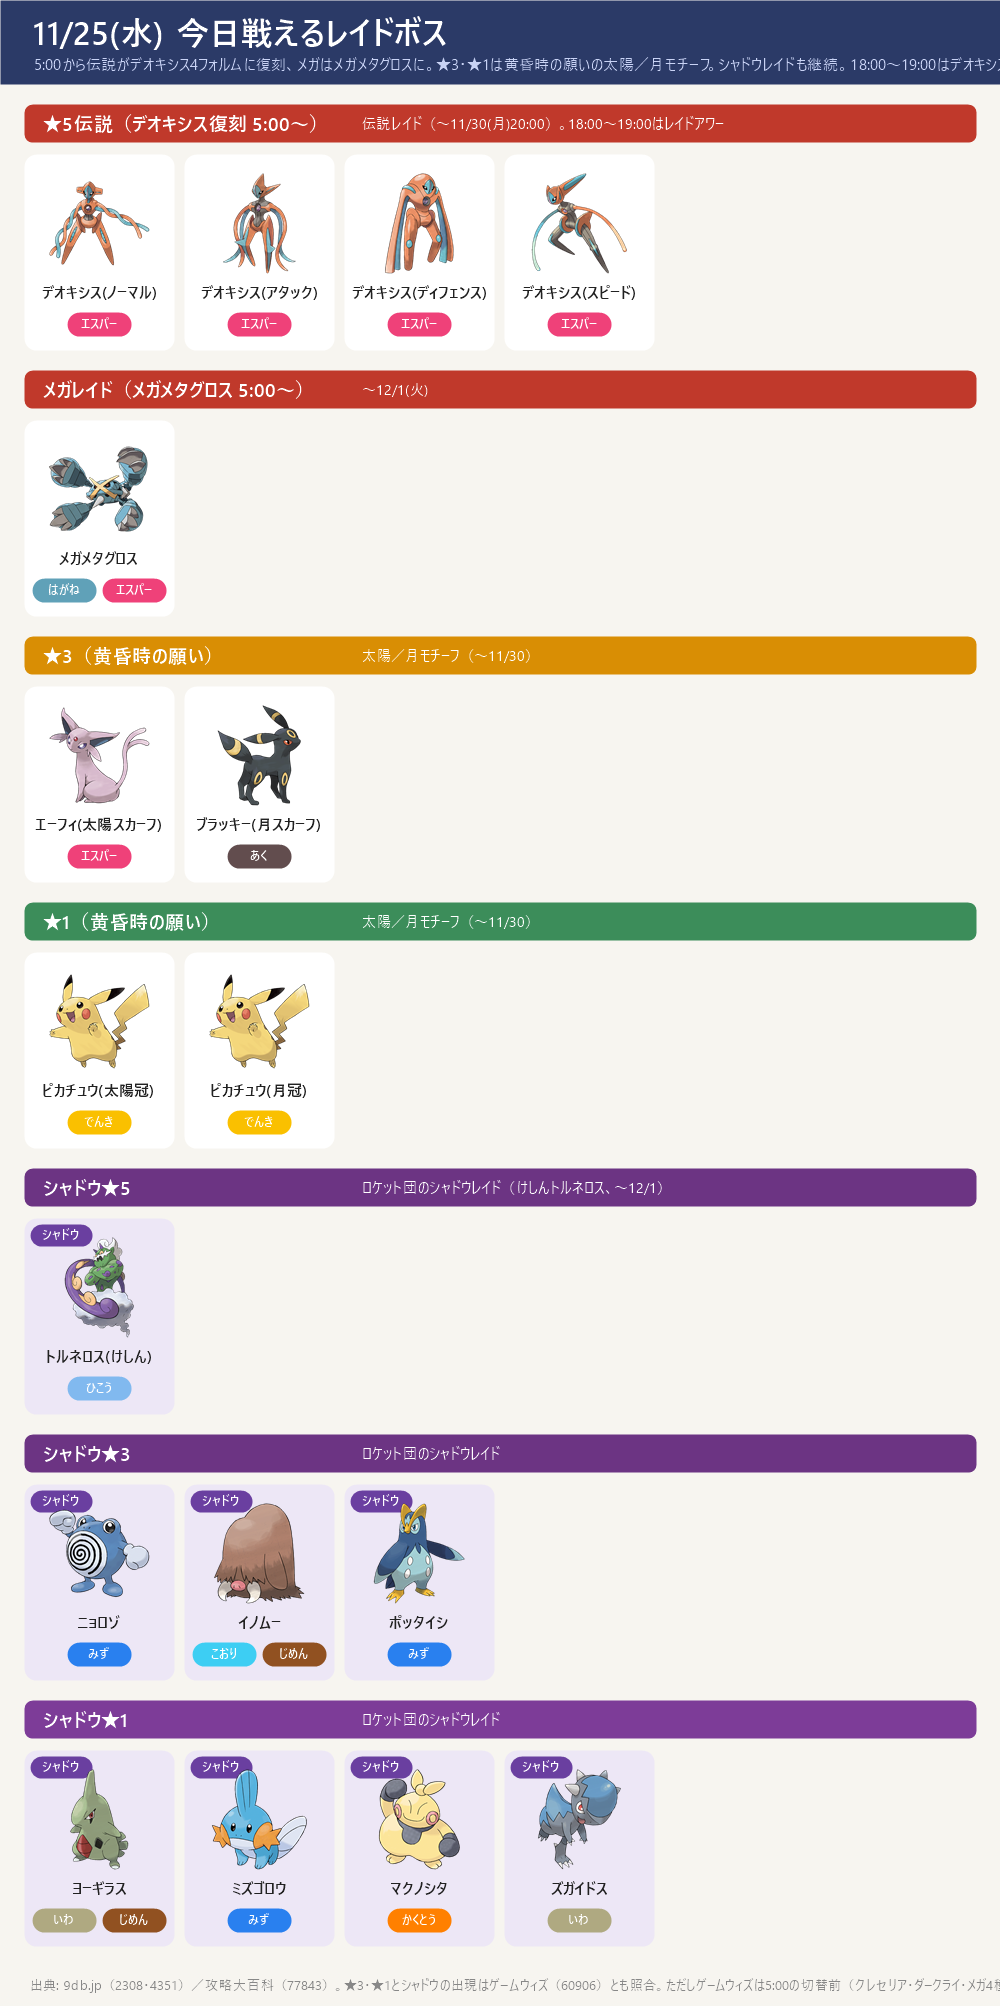 11/25(水) 今日戦えるレイドボス
5:00から伝説がデオキシス4フォルムに復刻、メガはメガメタグロスに。★3・★1は黄昏時の願いの太陽／月モチーフ。シャドウレイドも継続。18:00～19:00はデオキシ
★5伝説（デオキシス復刻 5:00～） 伝説レイド（～11/30(月)20:00）。18:00～19:00はレイドアワー
デオキシス(ノーマル) デオキシス(アタック) デオキシス(ディフェンス) デオキシス(スピード)
エスパー エスパー エスパー エスパー
メガレイド（メガメタグロス 5:00～） ～12/1(火)
メガメタグロス
はがね エスパー
★3（黄昏時の願い） 太陽／月モチーフ（～11/30）
エーフィ(太陽スカーフ) ブラッキー(月スカーフ)
エスパー あく
★1（黄昏時の願い） 太陽／月モチーフ（～11/30）
ピカチュウ(太陽冠) ピカチュウ(月冠)
でんき でんき
シャドウ★5 ロケット団のシャドウレイド（けしんトルネロス、～12/1）
シャドウ
トルネロス(けしん)
ひこう
シャドウ★3 ロケット団のシャドウレイド
シャドウ シャドウ シャドウ
ニョロゾ イノムー ポッタイシ
みず こおり じめん みず
シャドウ★1 ロケット団のシャドウレイド
シャドウ シャドウ シャドウ シャドウ
ヨーギラス ミズゴロウ マクノシタ ズガイドス
いわ じめん みず かくとう いわ
出典: 9db.jp（2308・4351）／攻略大百科（77843）。★3・★1とシャドウの出現はゲームウィズ（60906）とも照合。ただしゲームウィズは5:00の切替前（クレセリア・ダークライ・メガ4